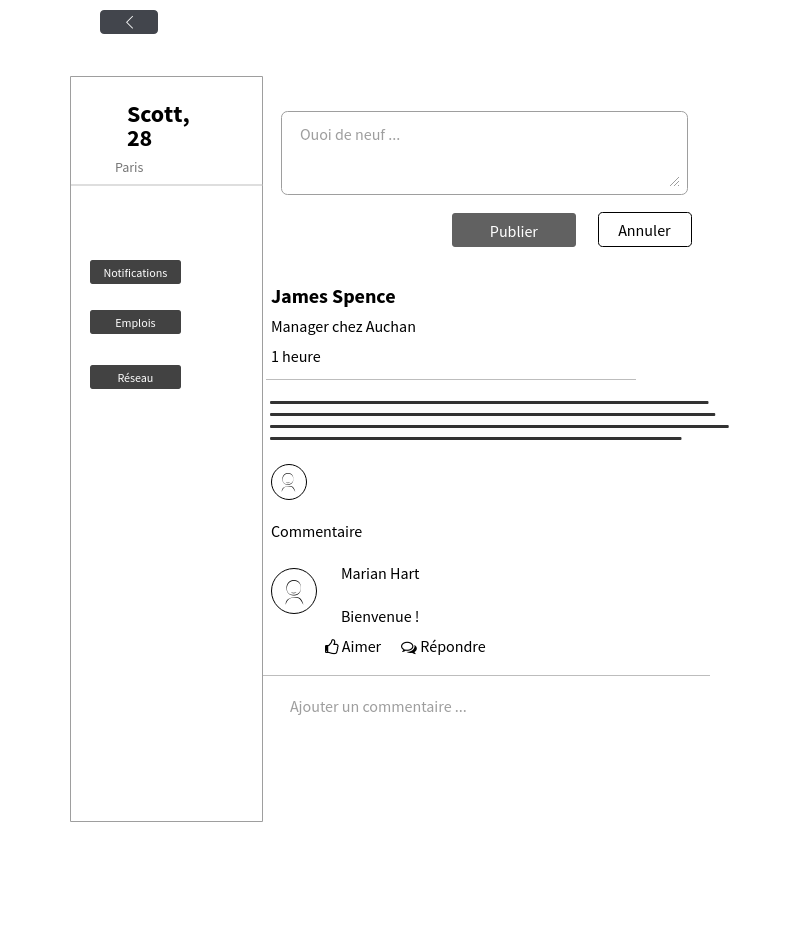 Scott,
28
Paris
Notifications
Emplois
Réseau
Ouoi de neuf ...
Publier
Annuler
James Spence
Manager chez Auchan
1 heure
Commentaire
Marian Hart
Bienvenue !
Aimer
Répondre
Ajouter un commentaire ...